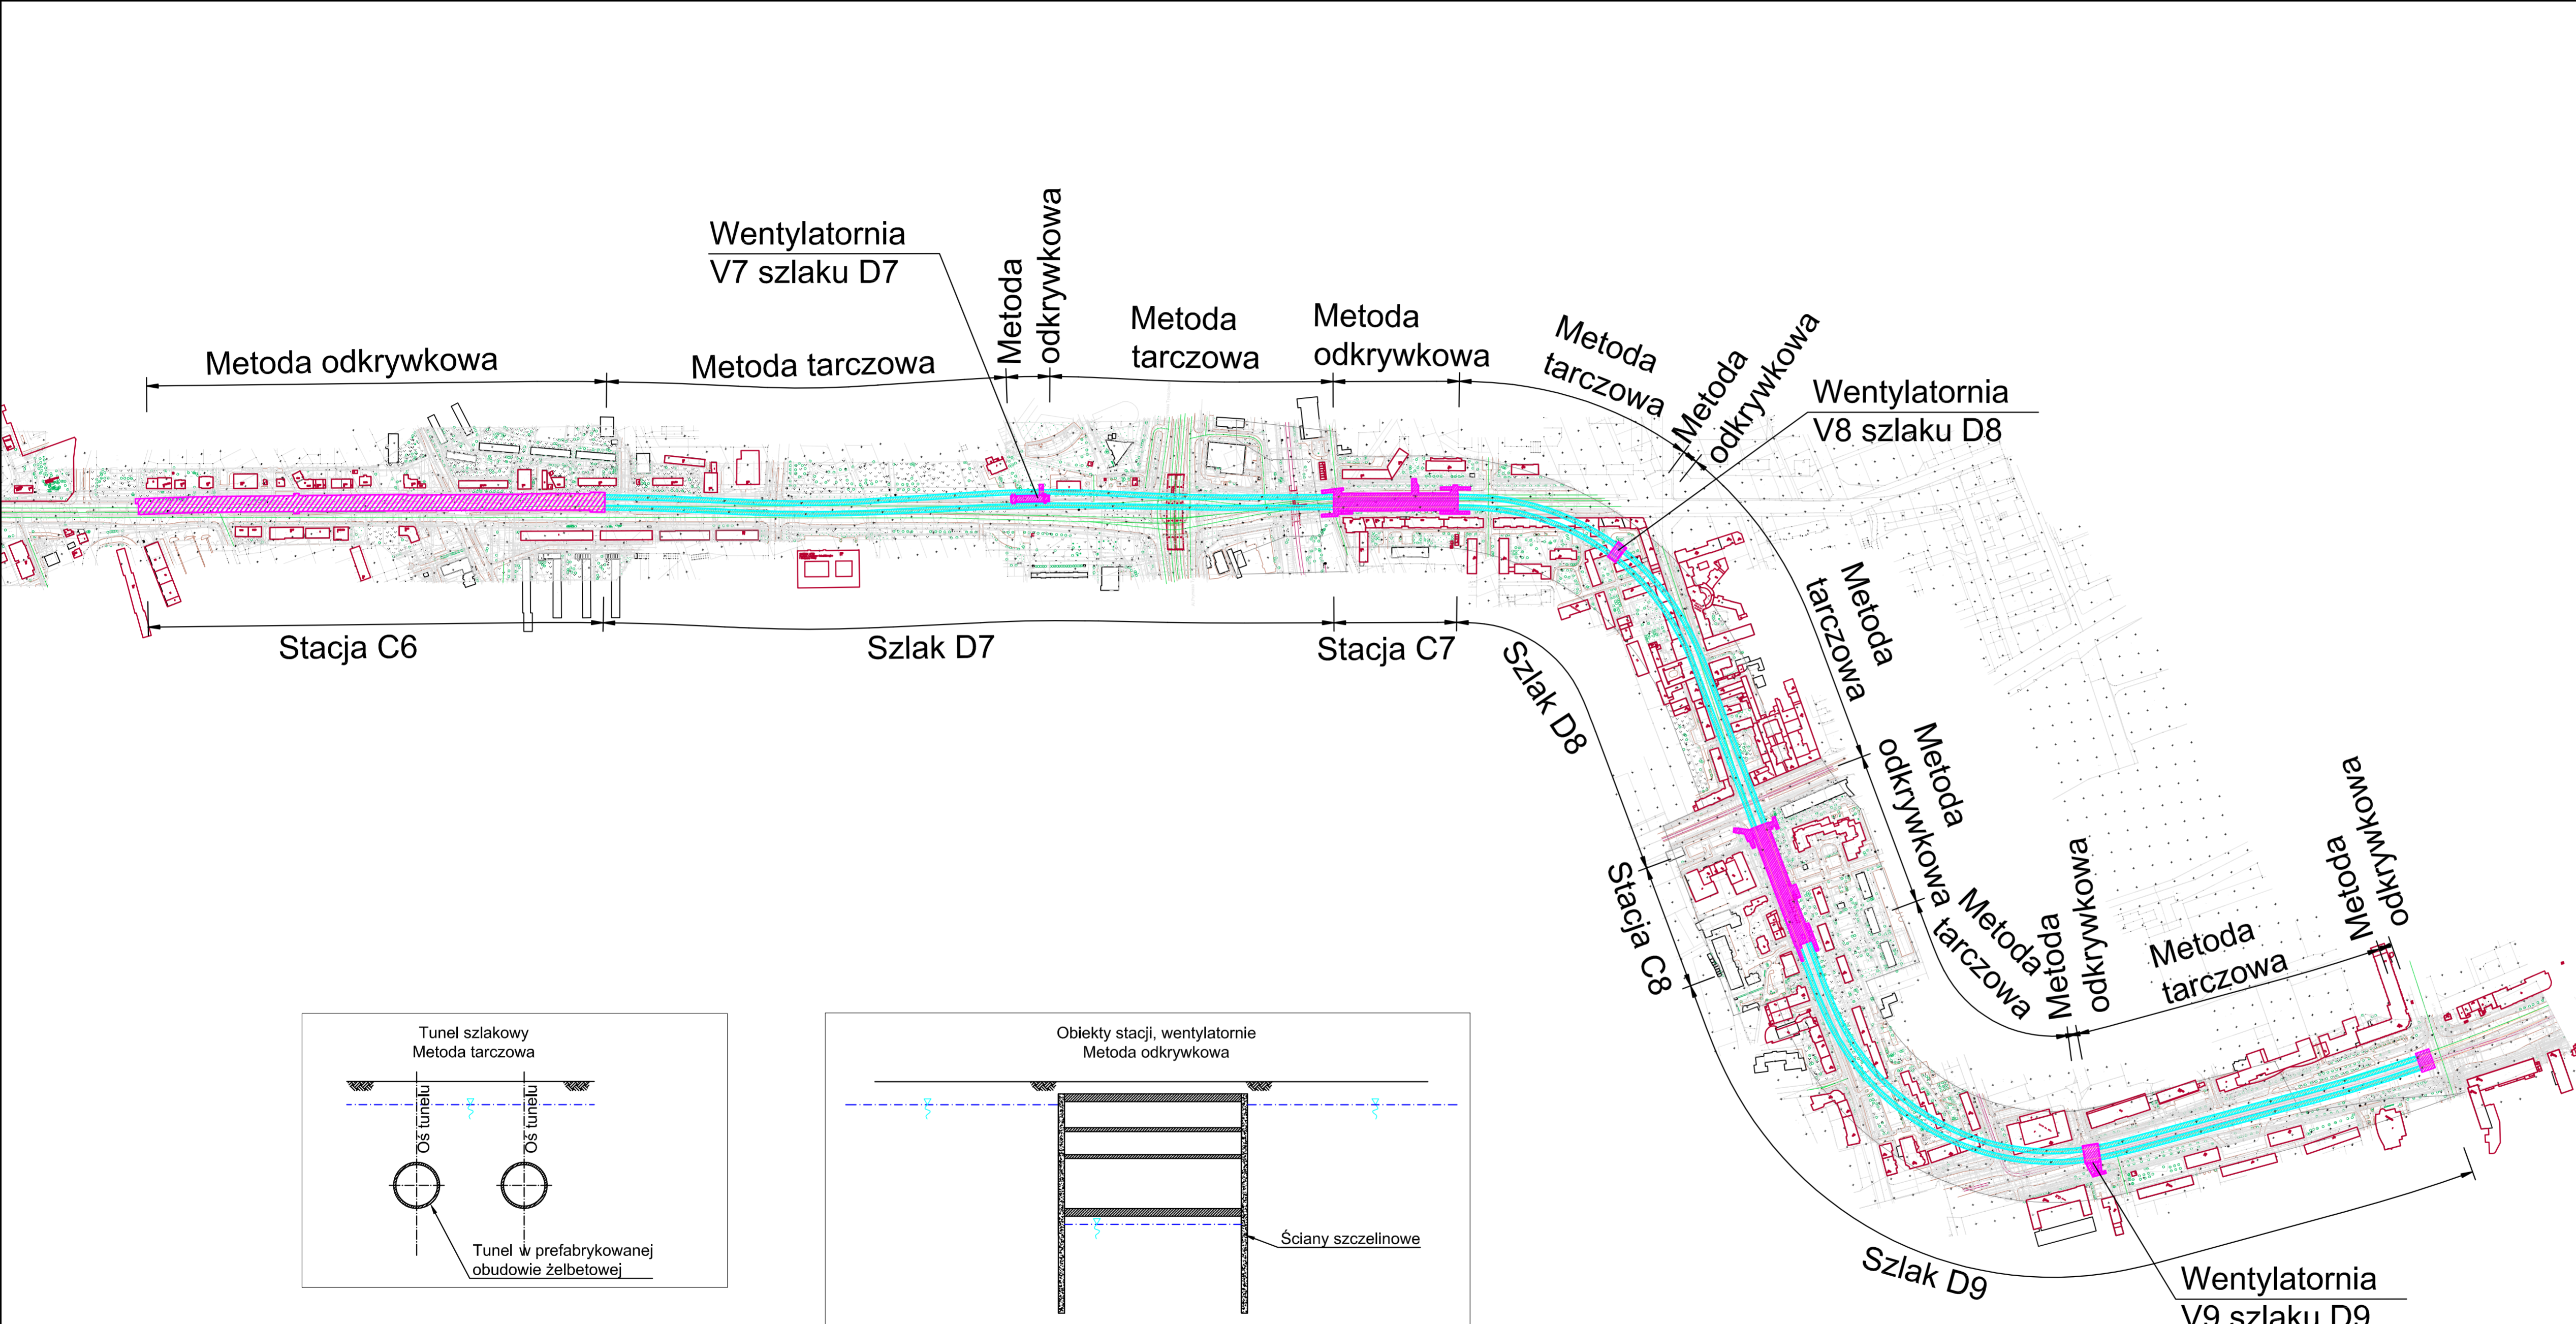 Wentylatornia
V7 szlaku D7
Metoda
odkrywkowa
Metoda odkrywkowa
Metoda tarczowa
Metoda
tarczowa
Metoda
odkrywkowa
Metoda
tarczowa
Metoda
odkrywkowa
Wentylatornia
V8 szlaku D8
Stacja C6
Szlak D7
Stacja C7
Szlak D8
Metoda
tarczowa
Metoda
odkrywkowa
Stacja C8
Metoda
tarczowa
Metoda
odkrywkowa
Metoda
tarczowa
Metoda
odkrywkowa
Szlak D9
Wentylatornia
V9 szlaku D9
Tunel szlakowy
Metoda tarczowa
Oś tunelu
Oś tunelu
Tunel w prefabrykowanej
obudowie żelbetowej
Obiekty stacji, wentylatornie
Metoda odkrywkowa
Ściany szczelinowe